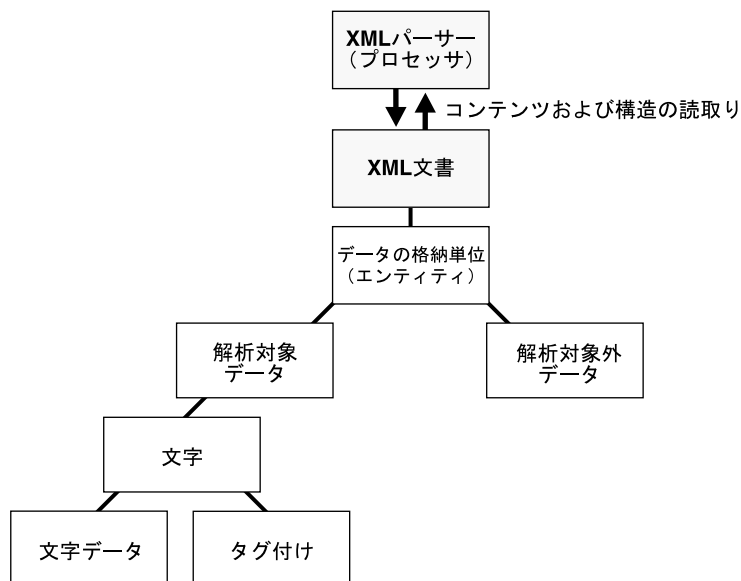 XMLパーサー
（プロセッサ）
コンテンツおよび構造の読取り
XML文書
データの格納単位
（エンティティ）
解析対象
データ
解析対象外
データ
文字
文字データ
タグ付け